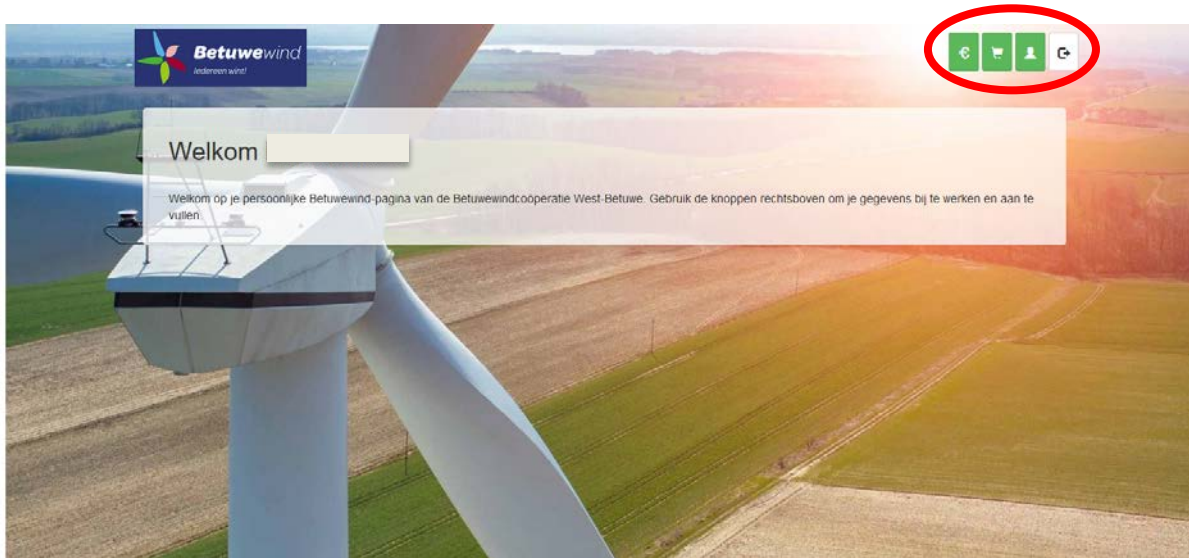 Betuwewind
Iedereen wint!
€
Welkom
Welkom op je persoonlijke Betuwewind-pagina van de Betuwewindcoöperatie West-Betuwe. Gebruik de knoppen rechtsboven om je gegevens bij te werken en aan te
vullen.